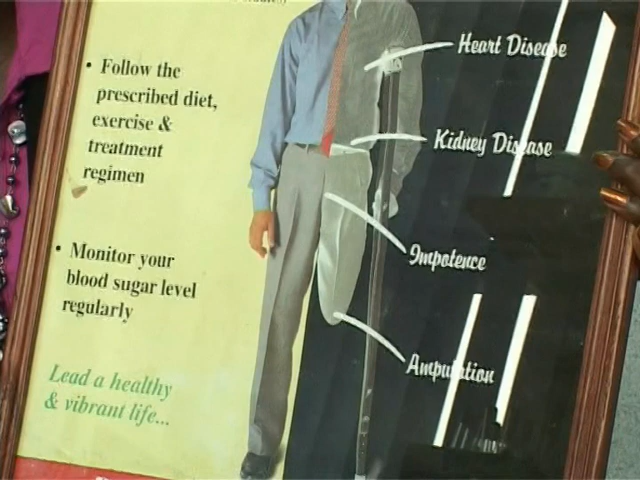 • Follow the
prescribed diet,
exercise &
treatment
regimen
• Monitor your
blood sugar level
regularly
Lead a healthy
& vibrant life...
Heart Disease
Kidney Disease
Impotence
Amputation